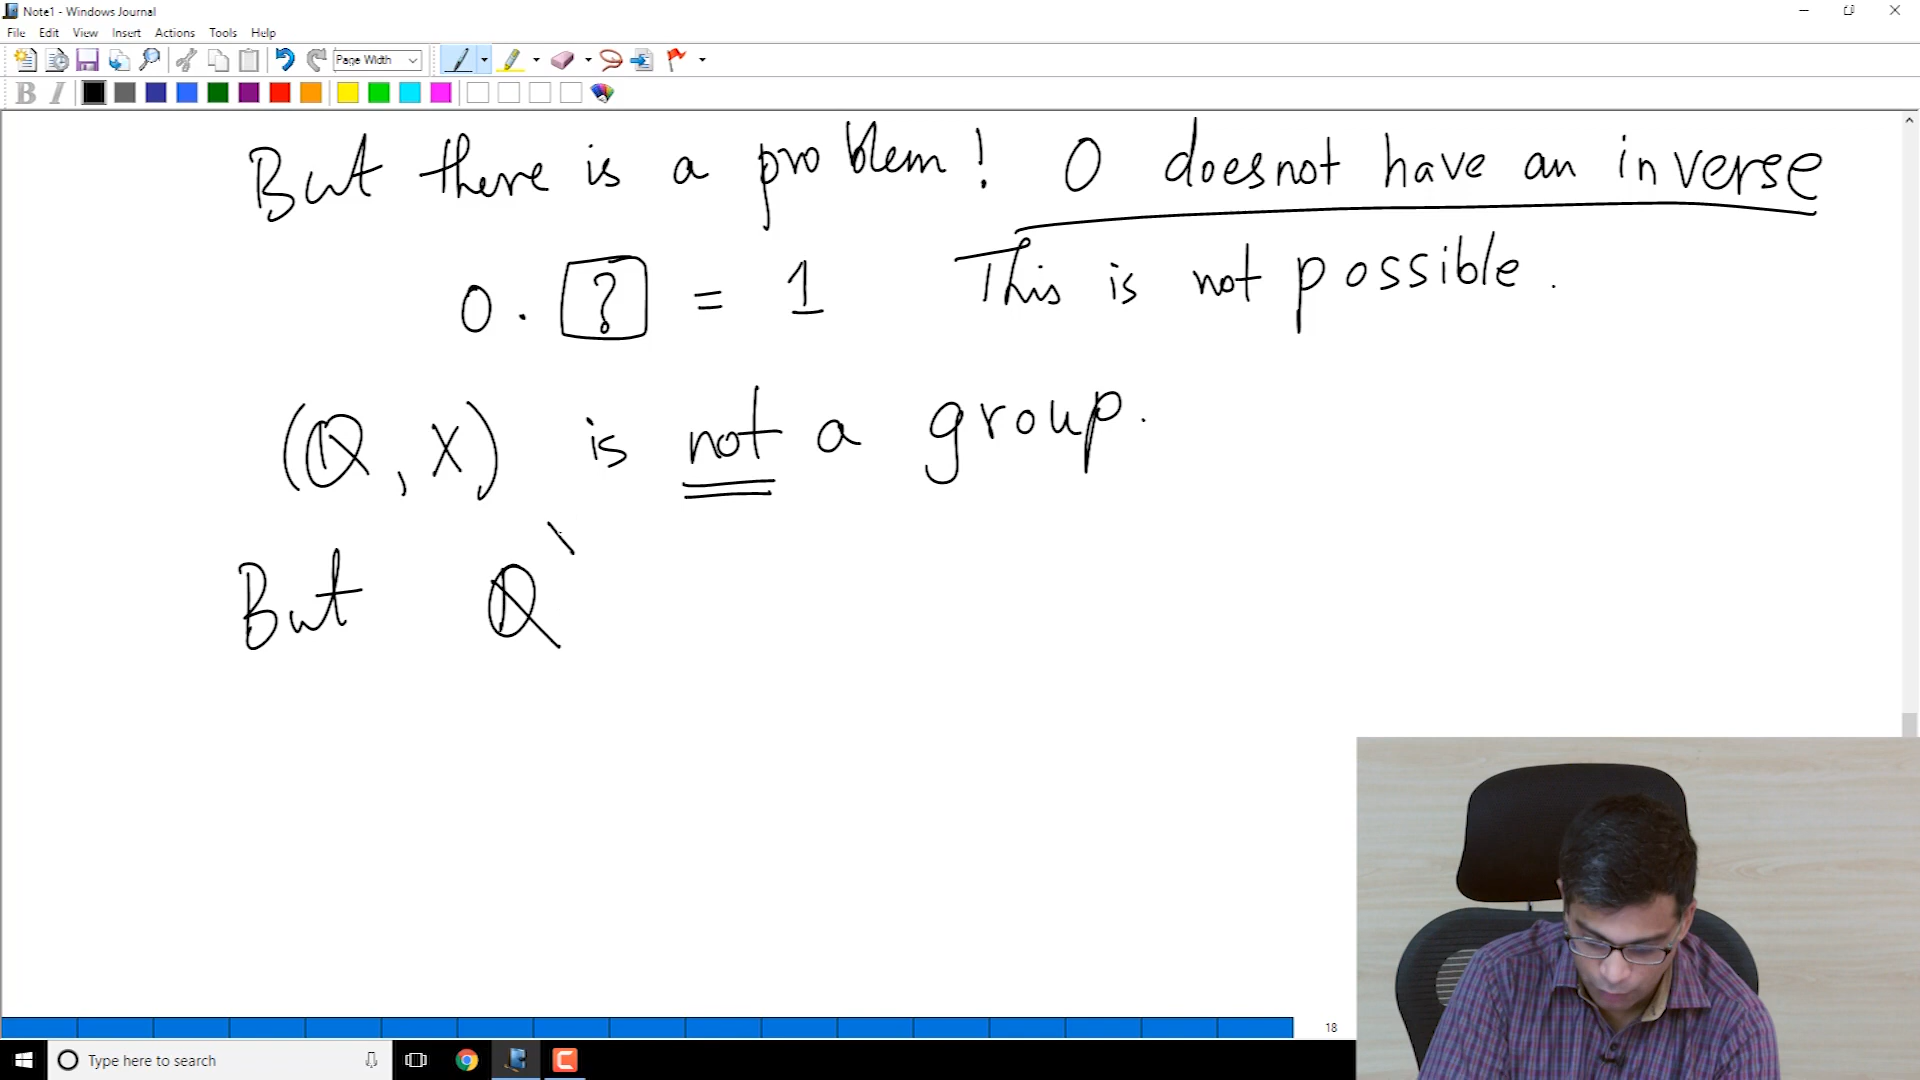 Note1 - Windows Journal
File Edit View Insert Actions Tools Help
Page Width
B I
But there is a problem! 0 doesnot have an inverse
0 . ? = 1 This is not possible.
(ℚ, X) is not a group.
But ℚ
18
Type here to search